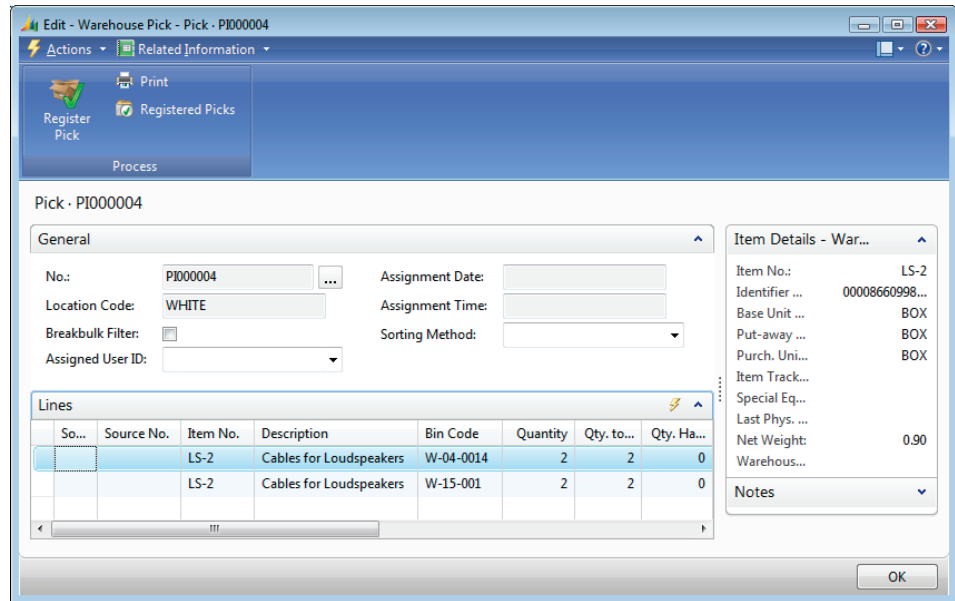 Edit - Warehouse Pick - Pick · PI000004
Actions Related Information
Register Pick
Print
Registered Picks
Process
Pick · PI000004
General
No.: PI000004 ... Assignment Date:
Location Code: WHITE Assignment Time:
Breakbulk Filter: Sorting Method:
Assigned User ID:
Lines
So... Source No. Item No. Description Bin Code Quantity Qty. to... Qty. Ha...
LS-2 Cables for Loudspeakers W-04-0014 2 2 0
LS-2 Cables for Loudspeakers W-15-001 2 2 0
Item Details - War...
Item No.: LS-2
Identifier ... 00008660998...
Base Unit ... BOX
Put-away ... BOX
Purch. Uni... BOX
Item Track...
Special Eq...
Last Phys. ...
Net Weight: 0.90
Warehous...
Notes
OK